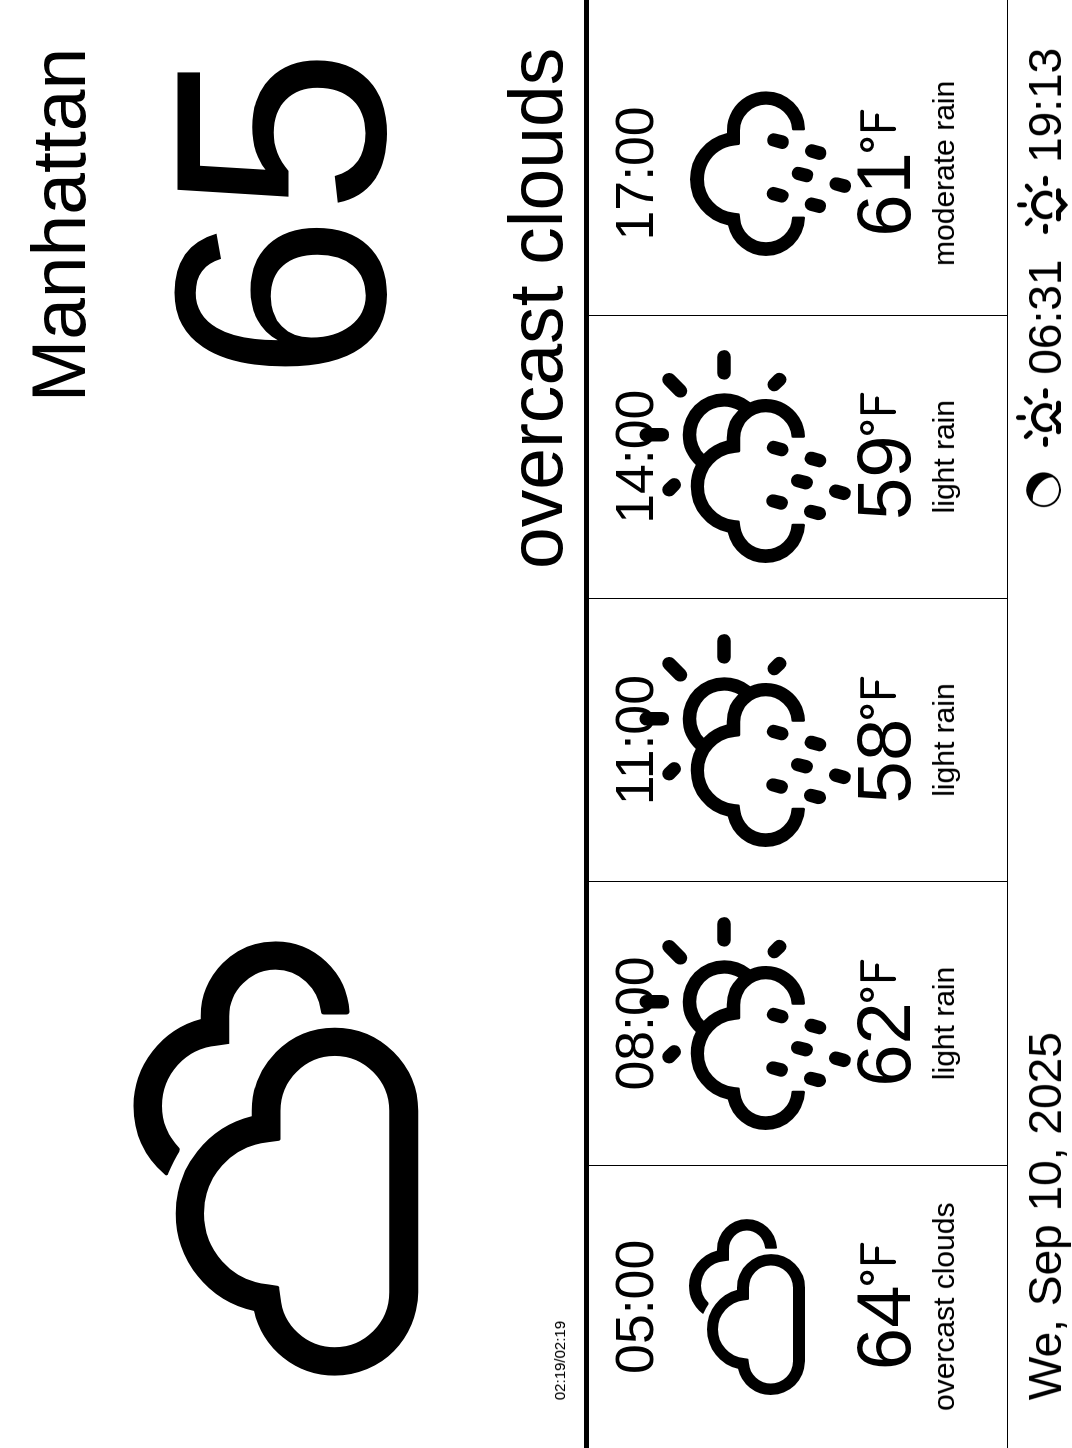 Manhattan
65
overcast clouds
02:19/02:19
05:00
08:00
11:00
14:00
17:00
64°F
62°F
58°F
59°F
61°F
overcast clouds
light rain
light rain
light rain
moderate rain
We, Sep 10, 2025
06:31
19:13